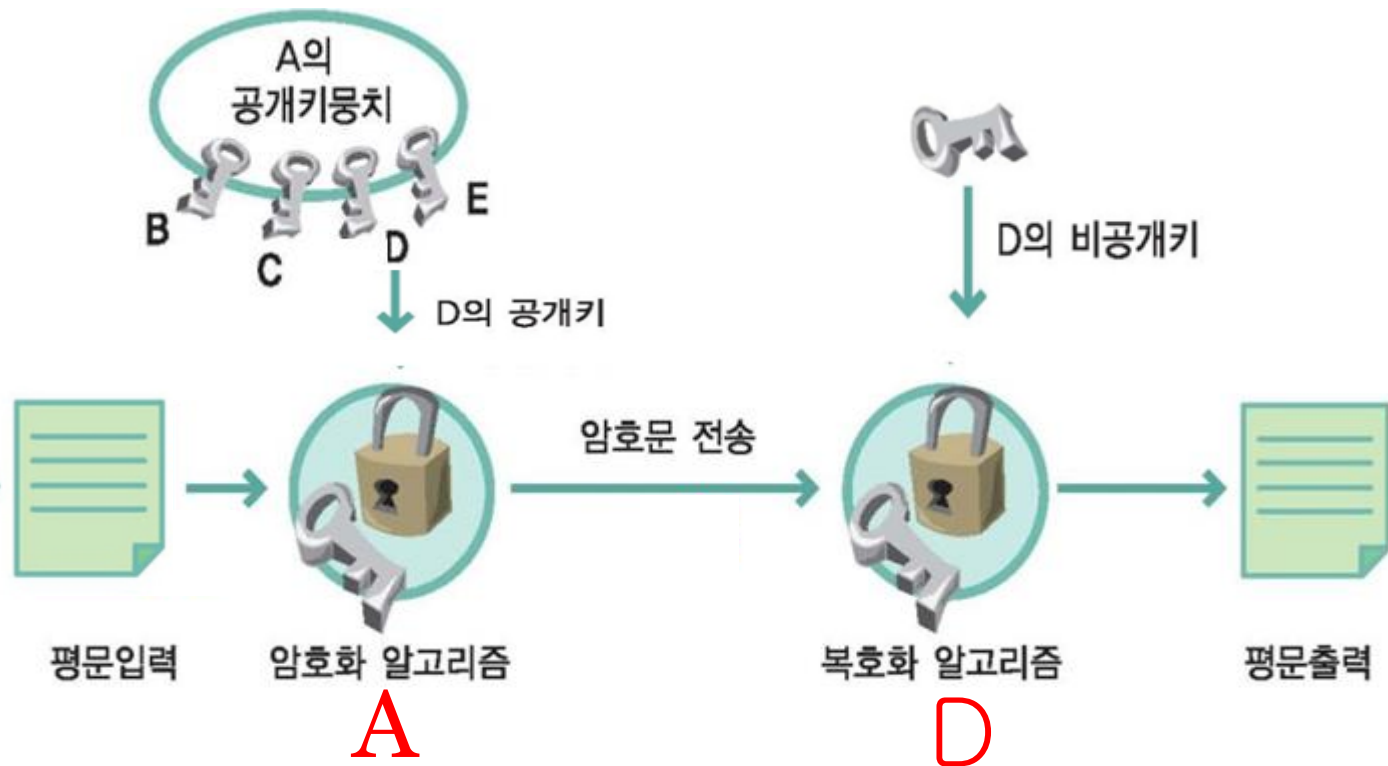 A의
공개키뭉치
B
C
D
E
D의 공개키
D의 비공개키
암호문 전송
평문입력
암호화 알고리즘
복호화 알고리즘
평문출력
A
D